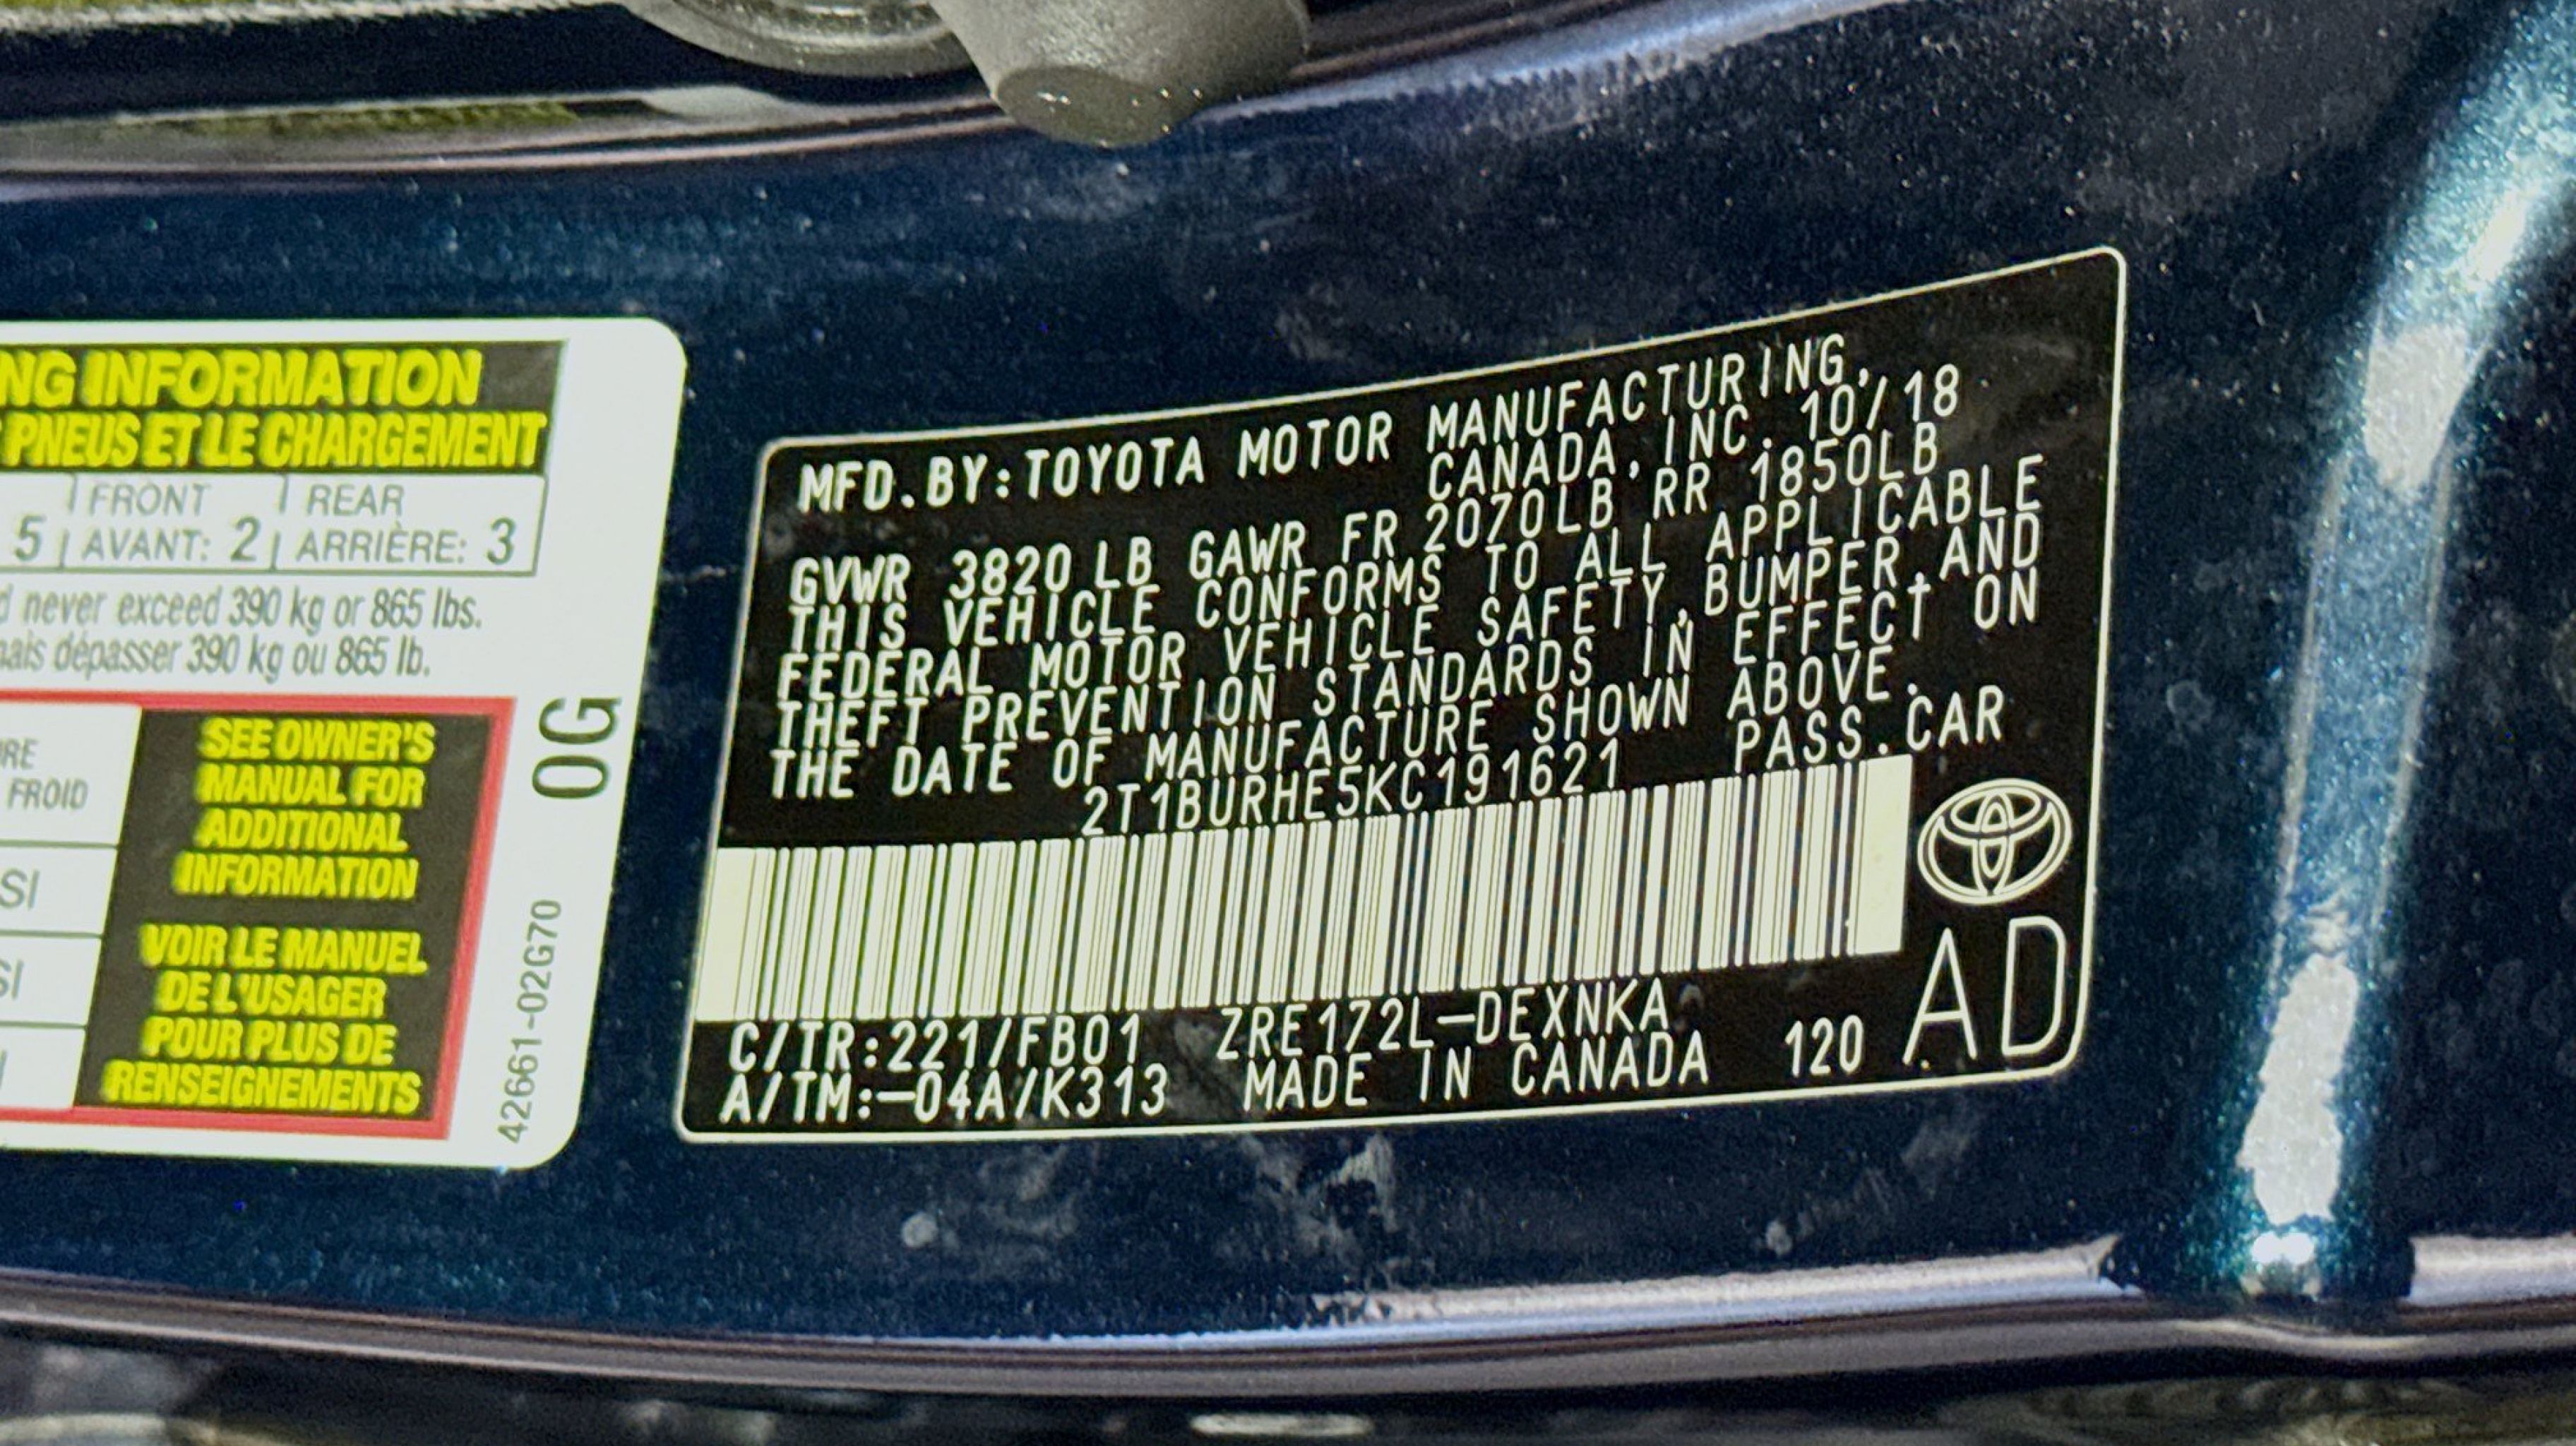 NG INFORMATION
PNEUS ET LE CHARGEMENT
5 FRONT AVANT: 2 REAR ARRIÈRE: 3
never exceed 390 kg or 865 lbs.
dépasser 390 kg ou 865 lb.
FROID
SEE OWNER'S
MANUAL FOR
ADDITIONAL
INFORMATION
VOIR LE MANUEL
DE L'USAGER
POUR PLUS DE
RENSEIGNEMENTS
0G
42661-02G70
MFD.BY:TOYOTA MOTOR MANUFACTURING,
CANADA, INC. 10/18
GVWR 3820 LB GAWR FR 2070LB RR 1850LB
THIS VEHICLE CONFORMS TO ALL APPLICABLE
FEDERAL MOTOR VEHICLE SAFETY, BUMPER, AND
THEFT PREVENTION STANDARDS IN EFFECT ON
THE DATE OF MANUFACTURE SHOWN ABOVE.
2T1BURHE5KC191621 PASS.CAR
C/TR:221/FB01 ZRE172L-DEXNKA
A/TM:-04A/K313 MADE IN CANADA 120
AD